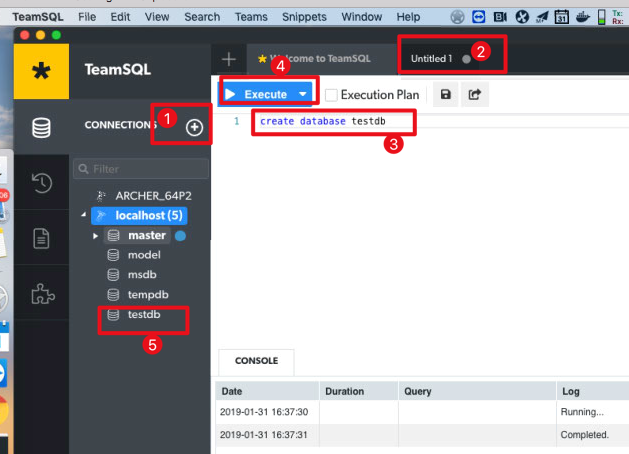 TeamSQL File Edit View Search Teams Snippets Window Help Tx: Rx:
TeamSQL
Welcome to TeamSQL
Untitled 1
2
4
Execute
Execution Plan
1
CONNECTIONS
1 create database testdb
3
Filter
ARCHER_64P2
localhost (5)
master
model
msdb
tempdb
testdb
5
CONSOLE
Date Duration Query Log
2019-01-31 16:37:30 Running...
2019-01-31 16:37:31 Completed.